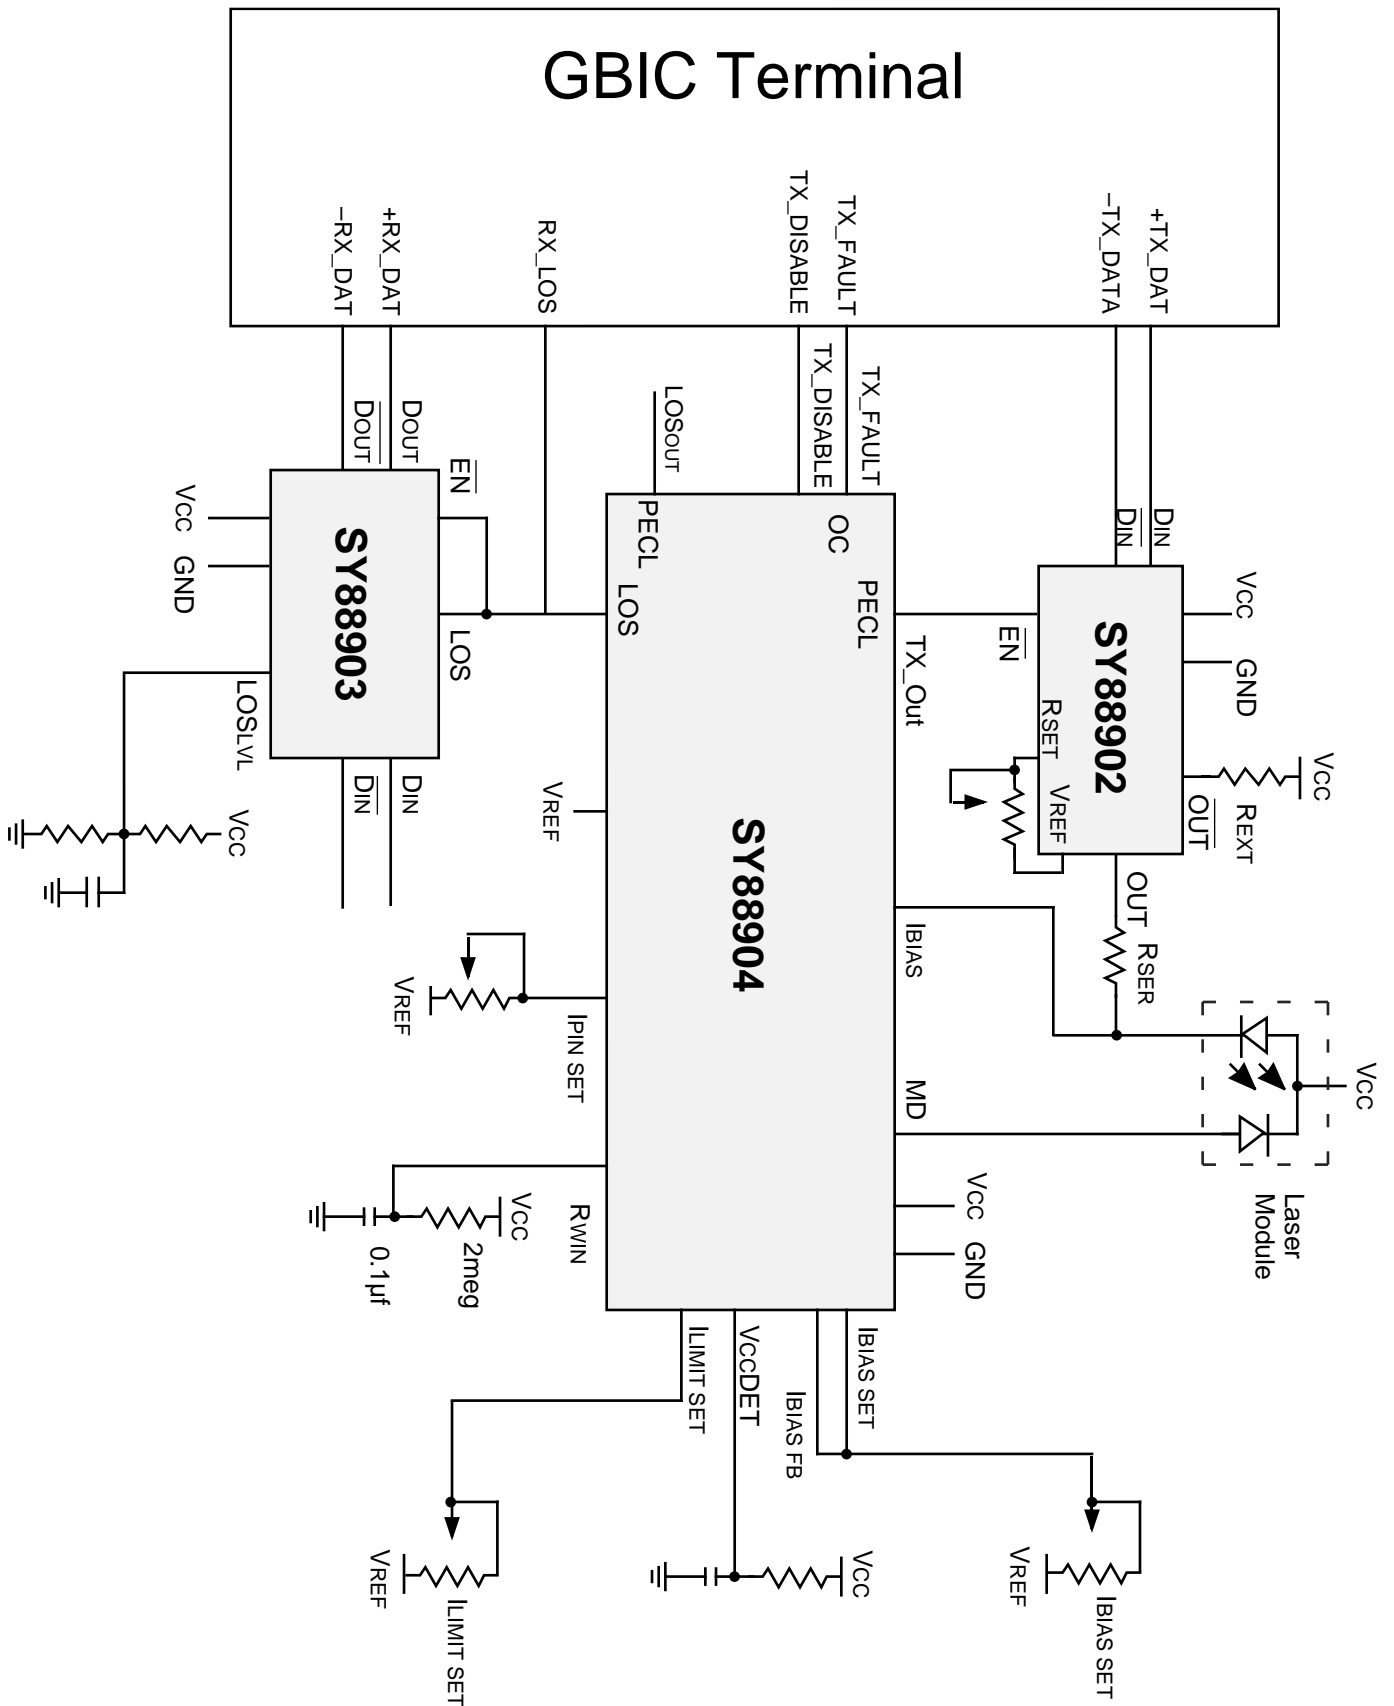 GBIC Terminal
–RX_DAT
+RX_DAT
RX_LOS
TX_DISABLE
TX_FAULT
–TX_DATA
+TX_DAT
DOUT
DOUT
EN
LOSOUT
TX_DISABLE
TX_FAULT
DIN
DIN
VCC
GND
SY88903
LOS
LOSLVL
DIN
DIN
VCC
PECL
LOS
OC
PECL
TX_Out
EN
SY88902
VCC
GND
RSET
VREF
VCC
REXT
OUT
OUT
RSER
SY88904
VREF
IBIAS
IPIN SET
VREF
MD
VCC
Laser
Module
RWIN
VCC
2meg
0.1µf
VCC
GND
ILIMIT SET
VCCDET
IBIAS FB
IBIAS SET
VREF
ILIMIT SET
VCC
VREF
IBIAS SET